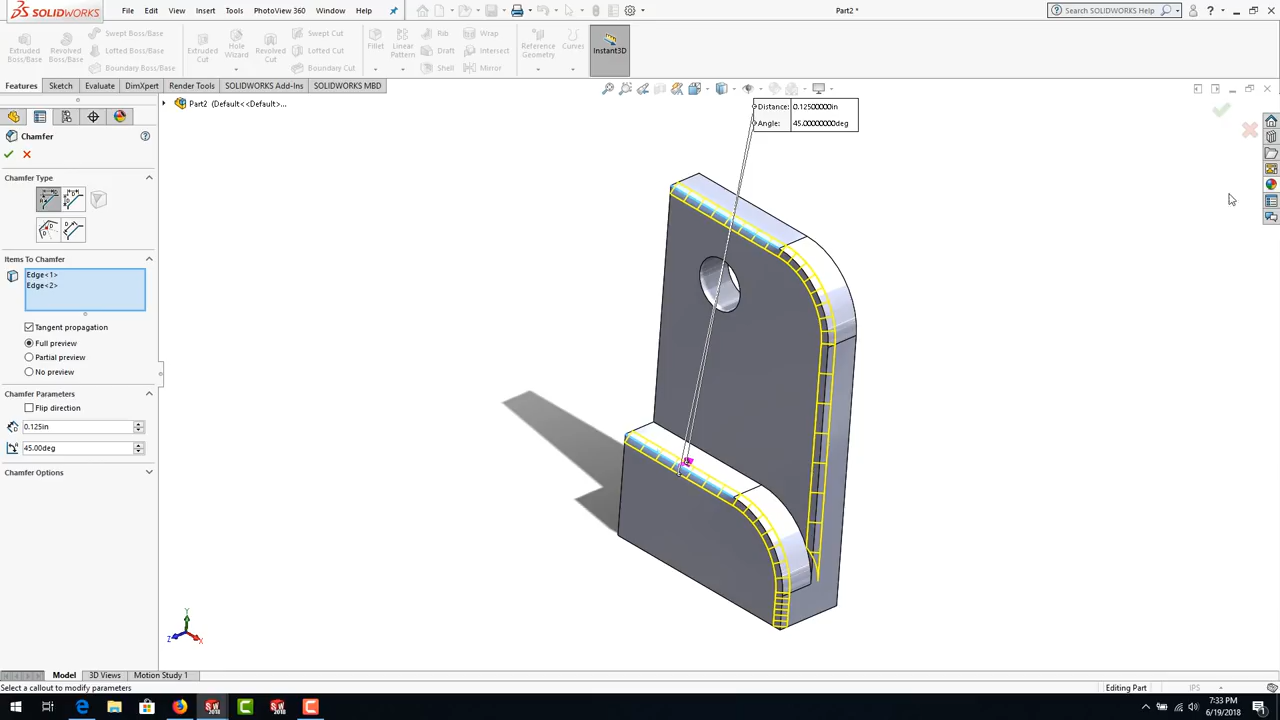 SOLIDWORKS File Edit View Insert Tools PhotoView 360 Window Help Part2 * Search SOLIDWORKS Help
Extruded Boss/Base
Revolved Boss/Base
Swept Boss/Base
Lofted Boss/Base
Boundary Boss/Base
Extruded Cut
Hole Wizard
Revolved Cut
Swept Cut
Lofted Cut
Boundary Cut
Fillet
Linear Pattern
Rib
Draft
Shell
Wrap
Intersect
Mirror
Reference Geometry
Curves
Instant3D
Features Sketch Evaluate DimXpert Render Tools SOLIDWORKS Add-Ins SOLIDWORKS MBD
Part2 (Default<<Default>...
Distance: 0.12500000in
Angle: 45.00000000deg
Chamfer
Chamfer Type
Items To Chamfer
Edge<1>
Edge<2>
Tangent propagation
Full preview
Partial preview
No preview
Chamfer Parameters
Flip direction
0.125in
45.00deg
Chamfer Options
Y
Z X
Model 3D Views Motion Study 1
Select a callout to modify parameters Editing Part IPS
7:33 PM
6/19/2018